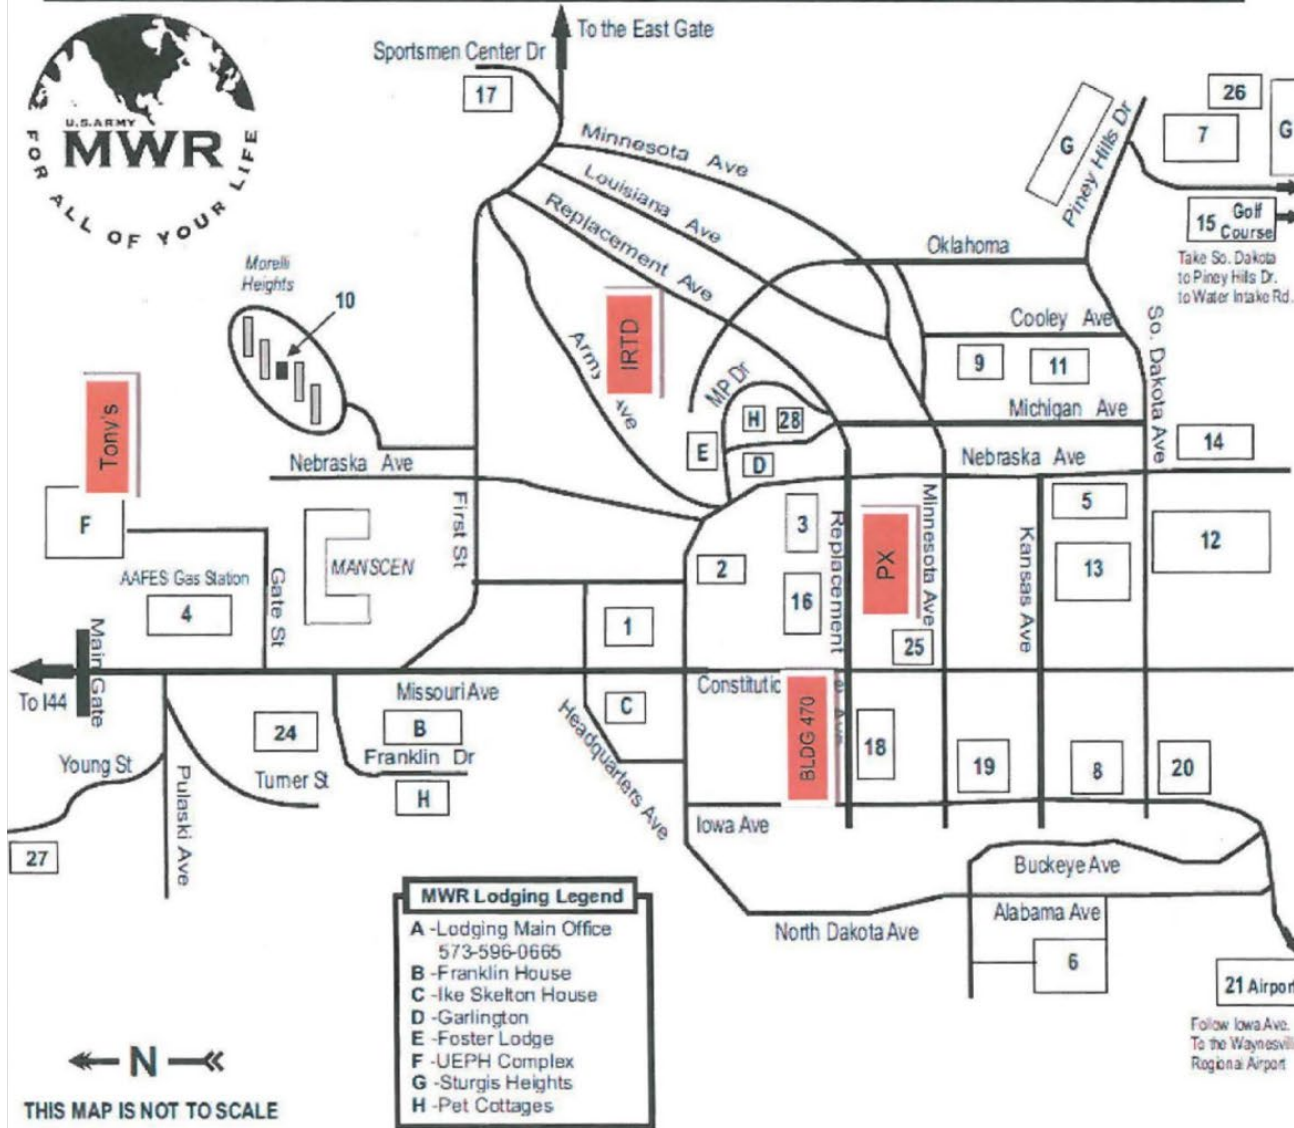 To the East Gate
Sportsmen Center Dr
17
U.S.ARMY
MWR
FOR ALL OF YOUR LIFE
Minnesota Ave
Louisiana Ave
Replacement Ave
G
Piney Hills Dr
26
7
G
15 Golf
Course
Take So. Dakota
to Piney Hills Dr.
to Water Intake Rd.
Oklahoma
Morelli
Heights
10
IRTD
Cooley Ave
So. Dakota Ave
9
11
MP Dr
Michigan Ave
H
28
E
D
Tony's
Nebraska Ave
Nebraska Ave
14
F
First St
MANSCEN
3
Replacement
PX
Minnesota Ave
Kansas Ave
5
12
13
2
AAFES Gas Station
4
Gate St
16
1
25
Main Gate
To I44
Missouri Ave
BLDG 470
Ave
C
B
24
Franklin Dr
Headquarters Ave
18
19
8
20
Young St
Turner St
H
Pulaski Ave
Iowa Ave
27
Buckeye Ave
Alabama Ave
North Dakota Ave
6
21 Airport
Follow Iowa Ave.
To the
Regional Airport
MWR Lodging Legend
A -Lodging Main Office
573-596-0665
B -Franklin House
C -Ike Skelton House
D -Garlington
E -Foster Lodge
F -UEPH Complex
G -Sturgis Heights
H -Pet Cottages
N
THIS MAP IS NOT TO SCALE